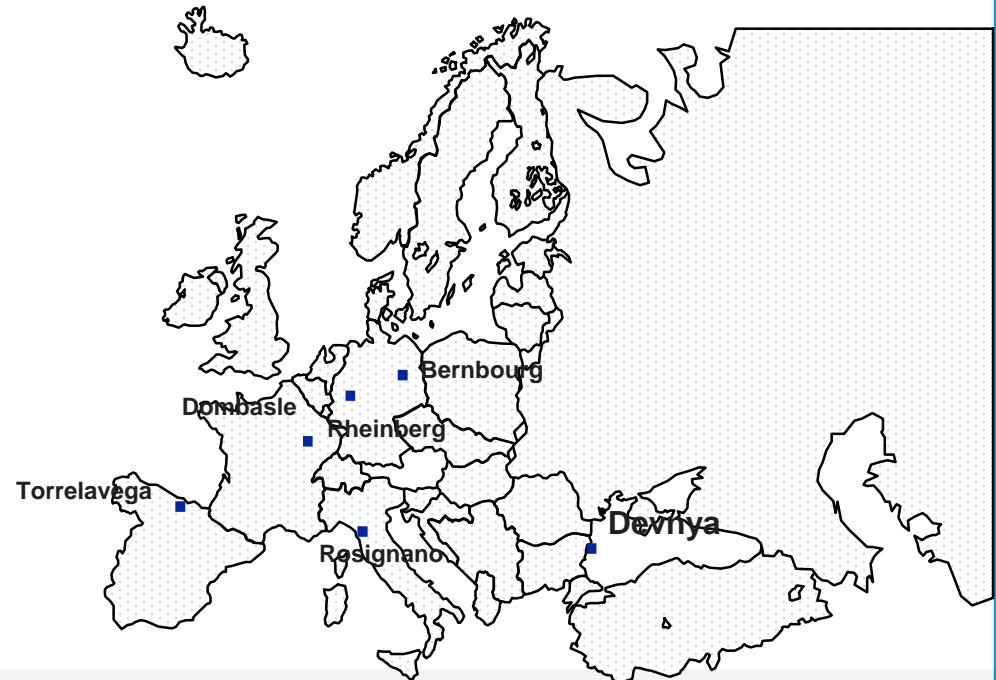 Bernbourg
Dombasle
Rheinberg
Torrelavega
Devnya
Rosignano